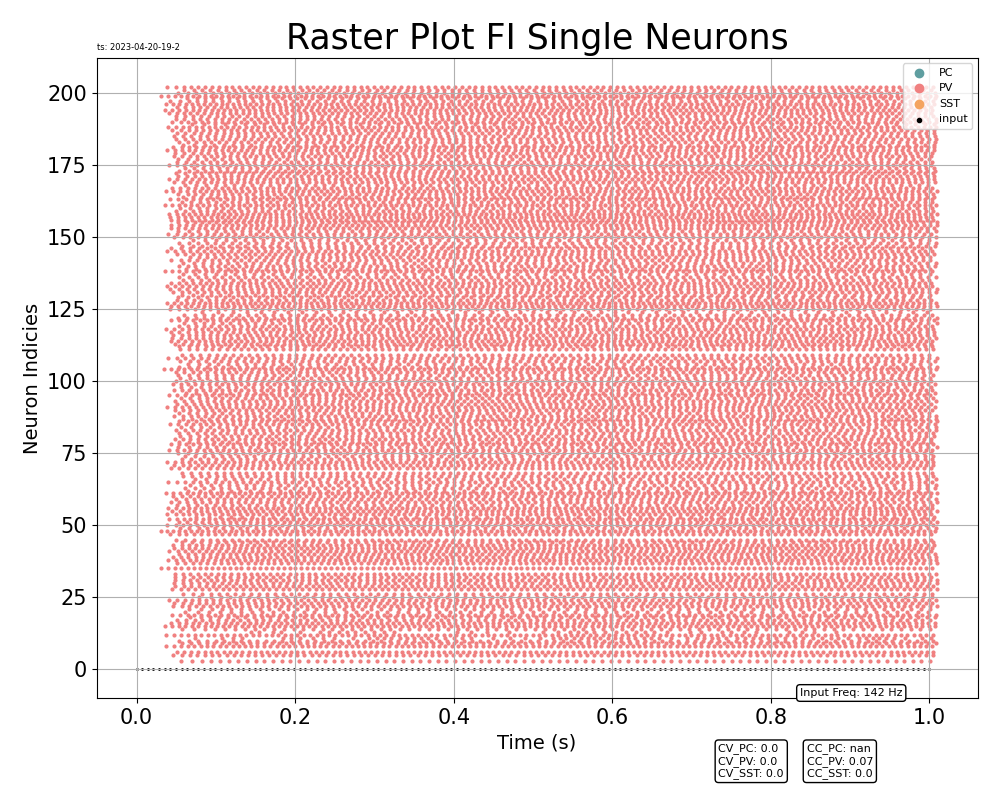 Raster Plot FI Single Neurons
ts: 2023-04-20-19-2
PC
PV
SST
input
200
175
150
125
100
75
50
25
0
Neuron Indicies
Input Freq: 142 Hz
0.0 0.2 0.4 0.6 0.8 1.0
Time (s)
CV_PC: 0.0
CV_PV: 0.0
CV_SST: 0.0
CC_PC: nan
CC_PV: 0.07
CC_SST: 0.0